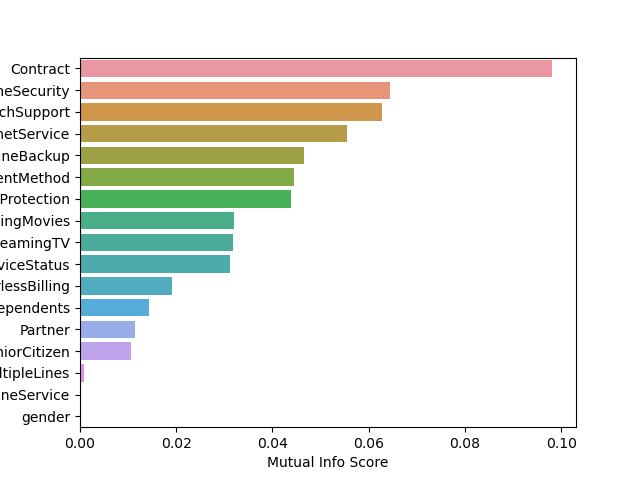 Contract
neSecurity
chSupport
netService
neBackup
entMethod
Protection
ingMovies
eamingTV
viceStatus
lessBilling
ependents
Partner
niorCitizen
ltipleLines
neService
gender
0.00 0.02 0.04 0.06 0.08 0.10
Mutual Info Score